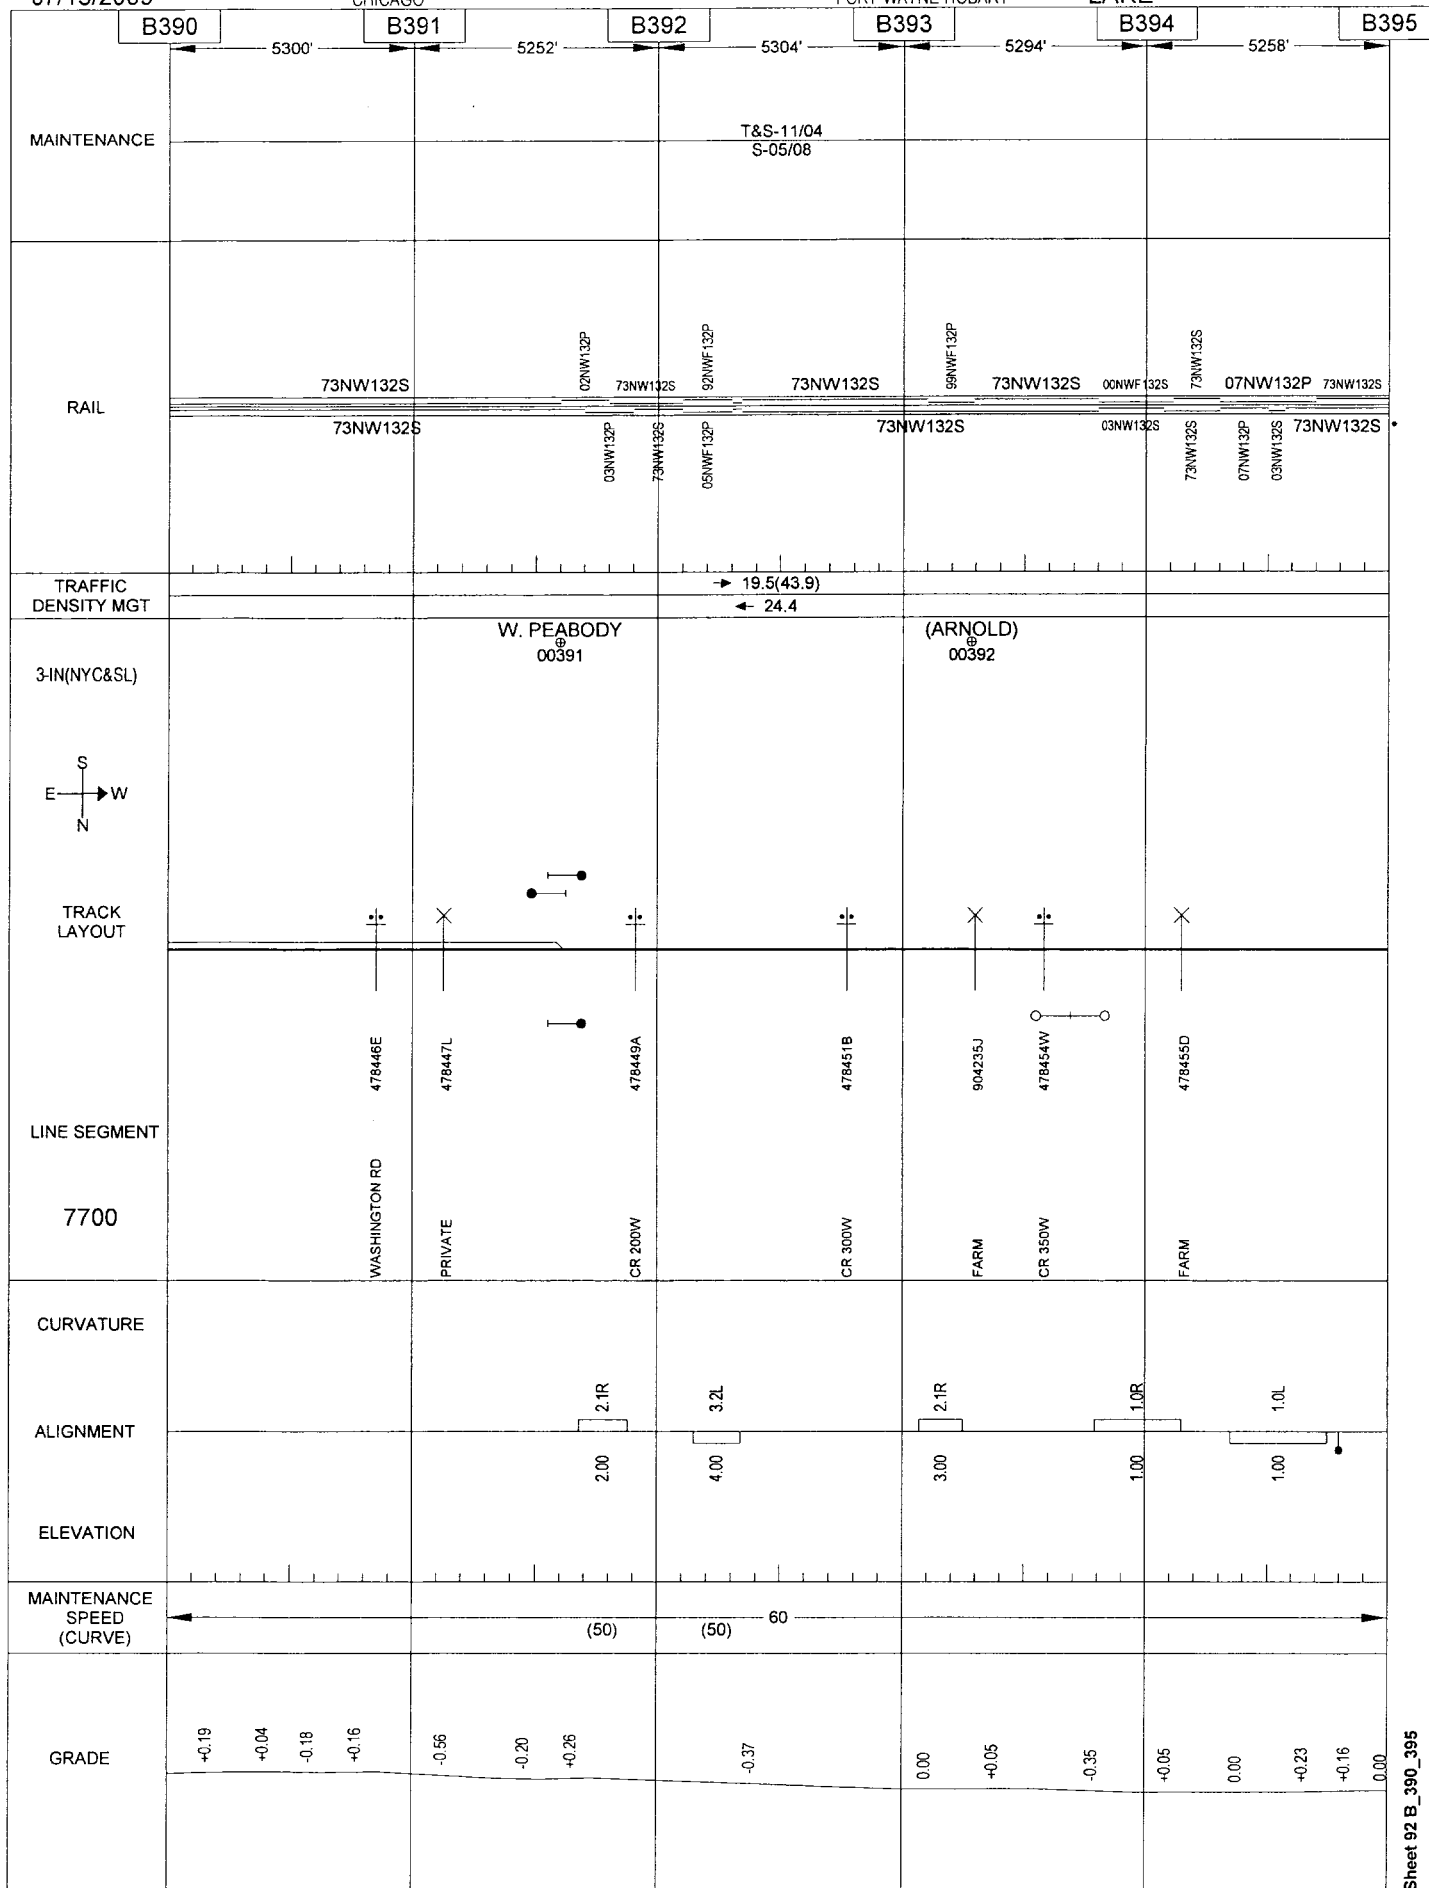 B390 B391 B392 B393 B394 B395
5300' 5252' 5304' 5294' 5258'
MAINTENANCE
T&S-11/04
S-05/08
RAIL
02NW132P 92NWF132P 99NWF132P 73NW132S
73NW132S 73NW132S 73NW132S 73NW132S 00NWF132S 07NW132P 73NW132S
73NW132S 73NW132S 03NW132S 73NW132S
03NW132P 73NW132S 05NWF132P 73NW132S 07NW132P 03NW132S
TRAFFIC
DENSITY MGT
19.5(43.9)
24.4
W. PEABODY (ARNOLD)
00391 00392
3-IN(NYC&SL)
S
E W
N
TRACK
LAYOUT
478446E 478447L 478449A 478451B 904235J 478454W 478455D
LINE SEGMENT
7700
WASHINGTON RD PRIVATE CR 200W CR 300W FARM CR 350W FARM
CURVATURE
2.1R 3.2L 2.1R 1.0R 1.0L
ALIGNMENT
2.00 4.00 3.00 1.00 1.00
ELEVATION
MAINTENANCE
SPEED
(CURVE)
60
(50) (50)
GRADE
+0.19 +0.04 -0.18 +0.16 -0.56 -0.20 +0.26 -0.37 0.00 +0.05 -0.35 +0.05 0.00 +0.23 +0.16 0.00
Sheet 92 B_390_395